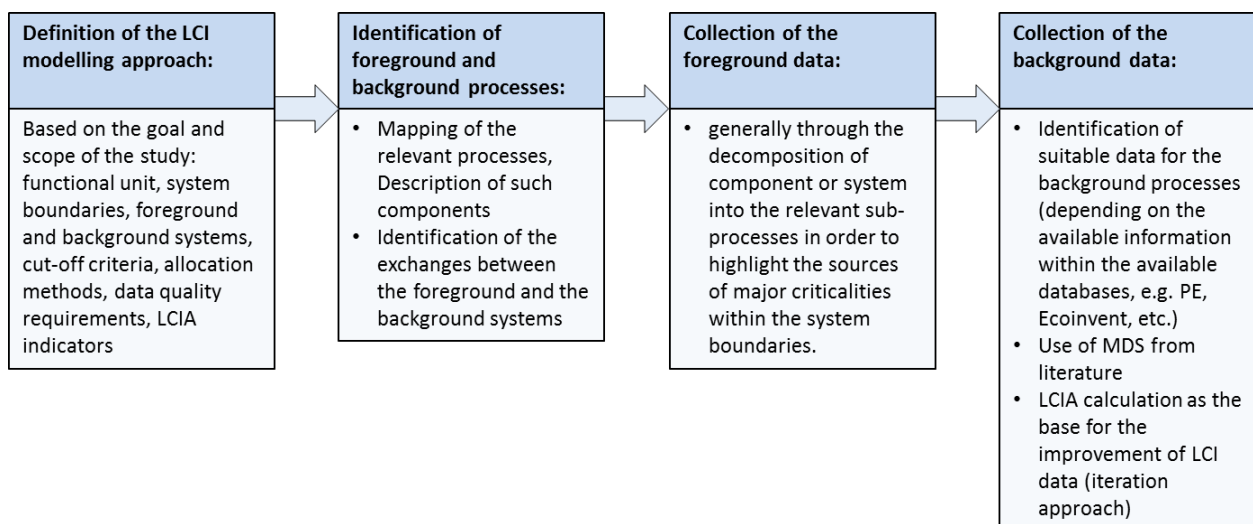 Definition of the LCI
modelling approach:
Based on the goal and
scope of the study:
functional unit, system
boundaries, foreground
and background systems,
cut-off criteria, allocation
methods, data quality
requirements, LCIA
indicators
Identification of
foreground and
background processes:
• Mapping of the
relevant processes,
Description of such
components
• Identification of the
exchanges between
the foreground and the
background systems
Collection of the
foreground data:
• generally through the
decomposition of
component or system
into the relevant sub-
processes in order to
highlight the sources
of major criticalities
within the system
boundaries.
Collection of the
background data:
• Identification of
suitable data for the
background processes
(depending on the
available information
within the available
databases, e.g. PE,
Ecoinvent, etc.)
• Use of MDS from
literature
• LCIA calculation as the
base for the
improvement of LCI
data (iteration
approach)